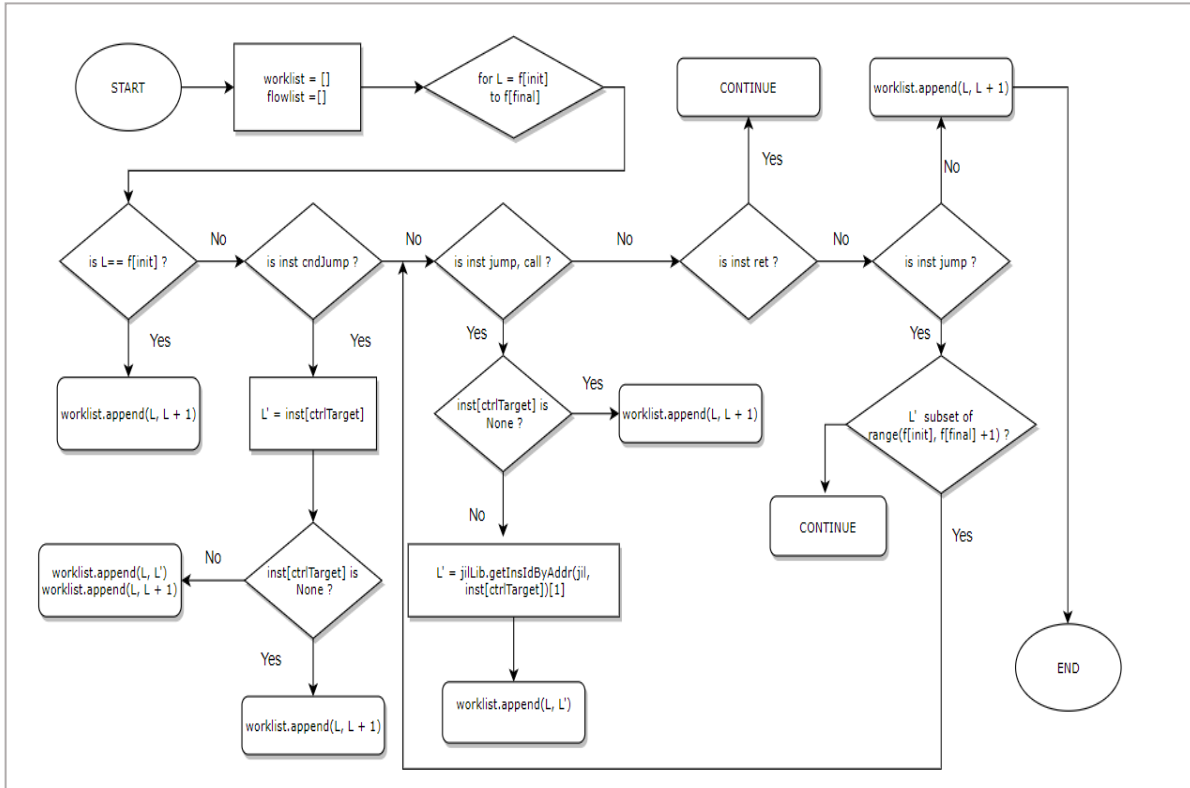 START
worklist = []
flowlist =[]
for L = f[init]
to f[final]
CONTINUE
worklist.append(L, L + 1)
Yes
No
is L== f[init] ?
No
is inst cndJump ?
No
is inst jump, call ?
No
is inst ret ?
No
is inst jump ?
Yes
Yes
Yes
Yes
worklist.append(L, L + 1)
L' = inst[ctrlTarget]
inst[ctrlTarget] is
None ?
Yes
worklist.append(L, L + 1)
L' subset of
range(f[init], f[final] +1) ?
No
CONTINUE
Yes
No
worklist.append(L, L')
worklist.append(L, L + 1)
inst[ctrlTarget] is
None ?
L' = jilLib.getInsIdByAddr(jil,
inst[ctrlTarget])[1]
Yes
worklist.append(L, L + 1)
worklist.append(L, L')
END